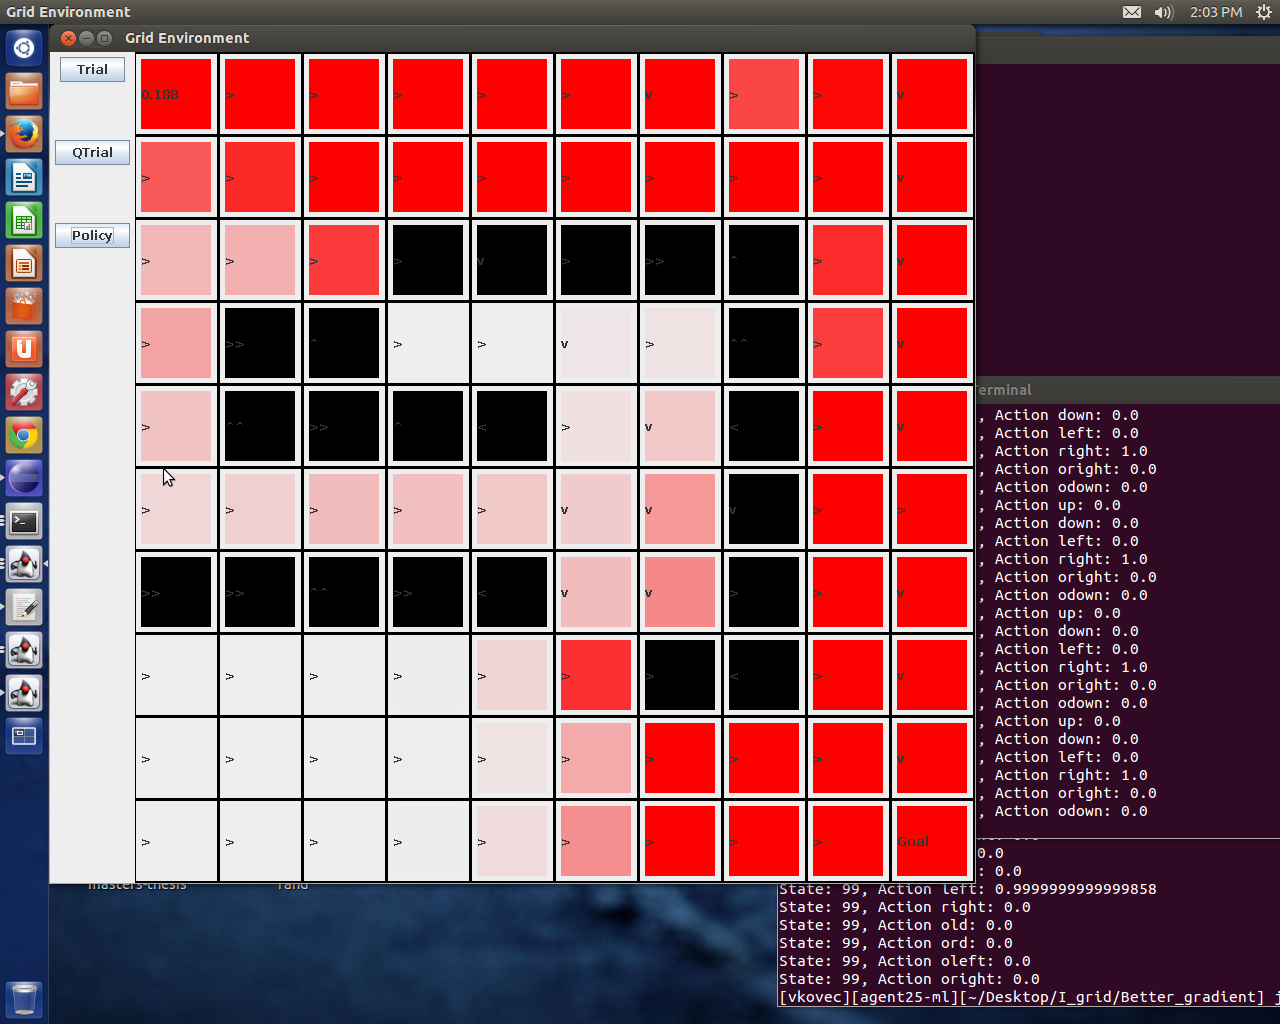 Grid Environment
2:03 PM
Grid Environment
Trial
0.188 > > > > > v > > v
QTrial
> > > > > > > > > v
Policy
> > > > v > >> ^ > v
> >> ^ > > v > ^^ > v
> ^^ >> ^ < > v < > v
> > > > > v v v > >
>> >> ^^ >> < v v > > v
> > > > > > > < > v
> > > > > > > > > v
> > > > > > > > > Goal
erminal
, Action down: 0.0
, Action left: 0.0
, Action right: 1.0
, Action oright: 0.0
, Action odown: 0.0
, Action up: 0.0
, Action down: 0.0
, Action left: 0.0
, Action right: 1.0
, Action oright: 0.0
, Action odown: 0.0
, Action up: 0.0
, Action down: 0.0
, Action left: 0.0
, Action right: 1.0
, Action oright: 0.0
, Action odown: 0.0
, Action up: 0.0
, Action down: 0.0
, Action left: 0.0
, Action right: 1.0
, Action oright: 0.0
, Action odown: 0.0
0.0
: 0.0
State: 99, Action left: 0.9999999999999858
State: 99, Action right: 0.0
State: 99, Action old: 0.0
State: 99, Action ord: 0.0
State: 99, Action oleft: 0.0
State: 99, Action oright: 0.0
[vkovec][agent25-ml][~/Desktop/I_grid/Better_gradient] j
masters-thesis
rand